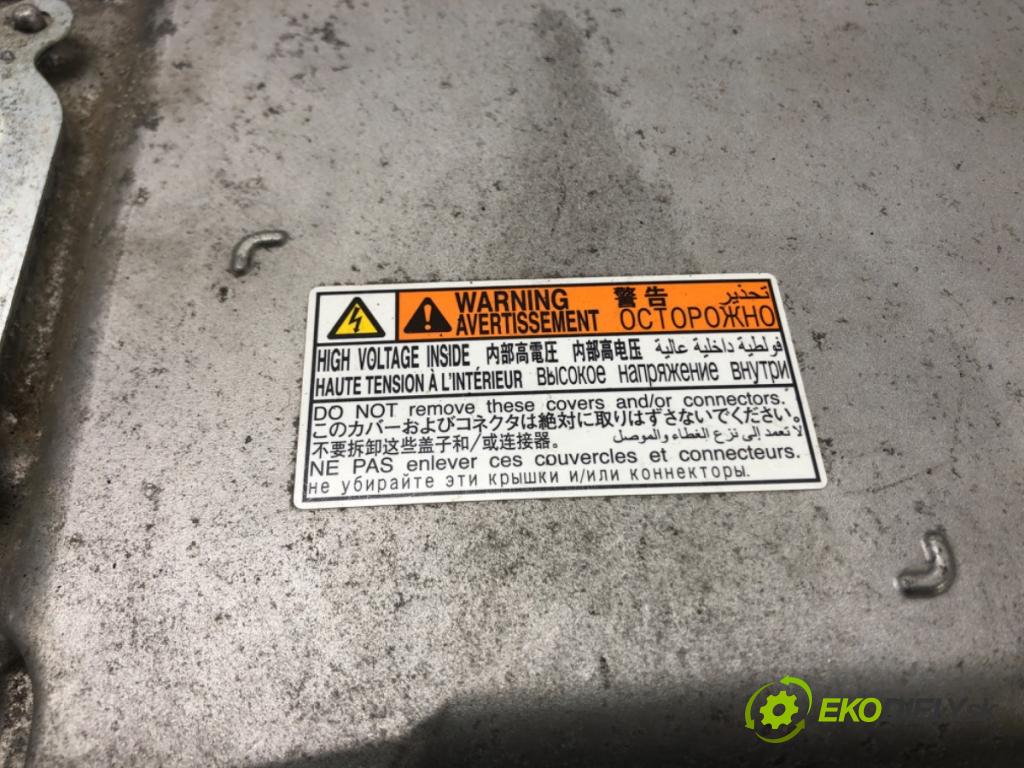 WARNING 警告 تحذير
AVERTISSEMENT ОСТОРОЖНО
HIGH VOLTAGE INSIDE 内部高電圧 内部高电压 فولطية داخلية عالية
HAUTE TENSION À L'INTÉRIEUR высокое напряжение внутри
DO NOT remove these covers and/or connectors.
このカバーおよびコネクタは絶対に取りはずさないでください。
不要拆卸这些盖子和/或连接器。 لا تعمد إلى نزع الغطاء والموصل
NE PAS enlever ces couvercles et connecteurs.
не убирайте эти крышки и/или коннекторы.
EKODIELY.sk